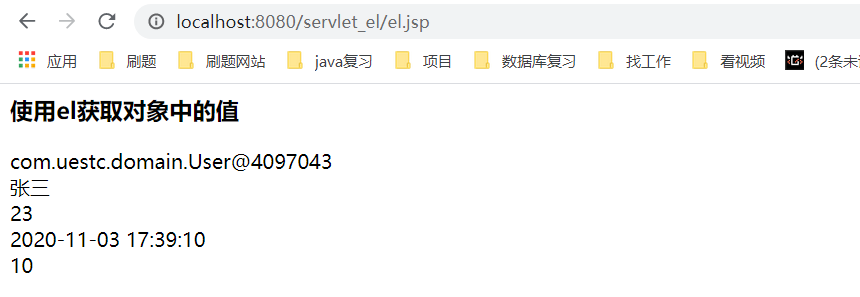 localhost:8080/servlet_el/el.jsp
应用 刷题 刷题网站 java复习 项目 数据库复习 找工作 看视频 (2条未
使用el获取对象中的值
com.uestc.domain.User@4097043
张三
23
2020-11-03 17:39:10
10